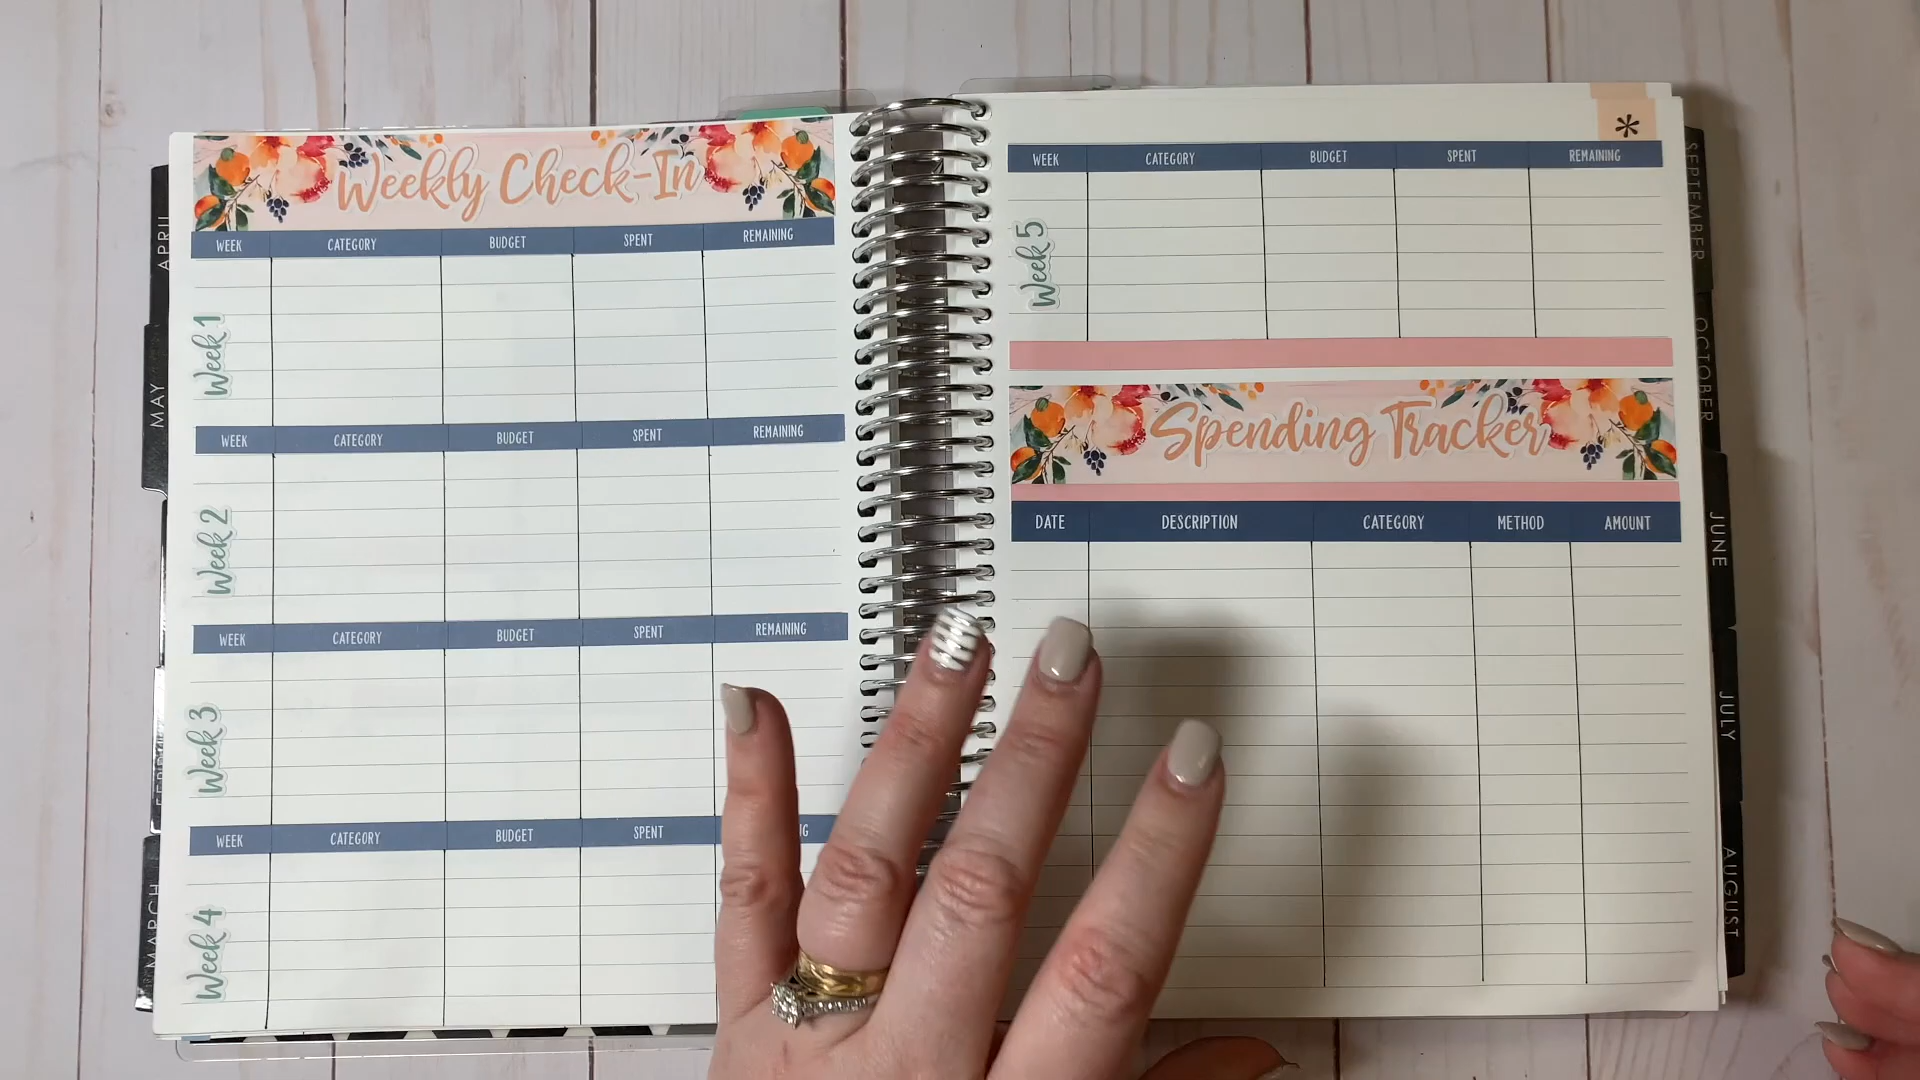 Weekly Check-In
WEEK CATEGORY BUDGET SPENT REMAINING
Week 1
WEEK CATEGORY BUDGET SPENT REMAINING
Week 2
WEEK CATEGORY BUDGET SPENT REMAINING
Week 3
WEEK CATEGORY BUDGET SPENT
Week 4
APRIL
MAY
MARCH
*
WEEK CATEGORY BUDGET SPENT REMAINING
Week 5
Spending Tracker
DATE DESCRIPTION CATEGORY METHOD AMOUNT
SEPTEMBER
OCTOBER
JUNE
JULY
AUGUST